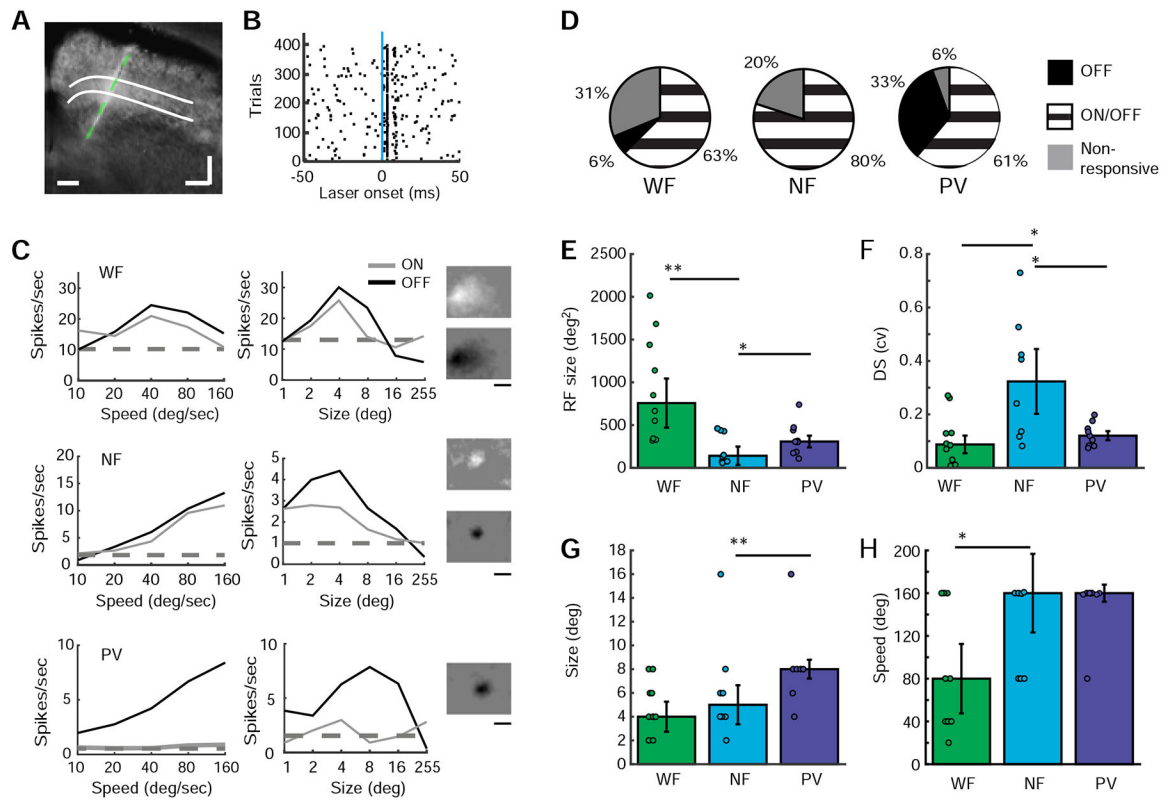 A
B
Trials
400
300
200
100
0
-50
0
50
Laser onset (ms)
D
20%
6%
33%
31%
6%
63%
80%
61%
WF
NF
PV
OFF
ON/OFF
Non-
responsive
C
WF
Spikes/sec
30
20
10
0
10 20 40 80 160
Speed (deg/sec)
Spikes/sec
30
20
10
0
1 2 4 8 16 255
Size (deg)
ON
OFF
NF
Spikes/sec
20
15
10
5
0
10 20 40 80 160
Speed (deg/sec)
Spikes/sec
5
4
3
2
1
0
1 2 4 8 16 255
Size (deg)
PV
Spikes/sec
10
5
0
10 20 40 80 160
Speed (deg/sec)
Spikes/sec
10
5
0
1 2 4 8 16 255
Size (deg)
E
RF size (deg2)
2500
2000
1500
1000
500
0
**
*
WF NF PV
F
DS (cv)
0.8
0.6
0.4
0.2
0
*
*
WF NF PV
G
Size (deg)
18
16
14
12
10
8
6
4
2
0
**
WF NF PV
H
Speed (deg)
200
160
120
80
40
0
*
WF NF PV